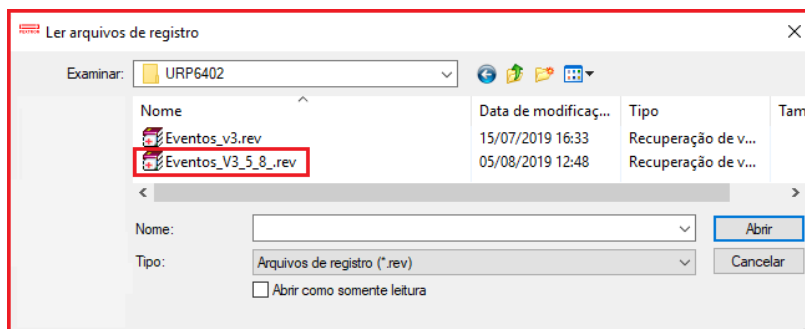 Ler arquivos de registro
Examinar: URP6402
Nome Data de modificaç... Tipo Tam
Eventos_v3.rev 15/07/2019 16:33 Recuperação de v...
Eventos_V3_5_8_.rev 05/08/2019 12:48 Recuperação de v...
Nome: Abrir
Tipo: Arquivos de registro (*.rev) Cancelar
Abrir como somente leitura